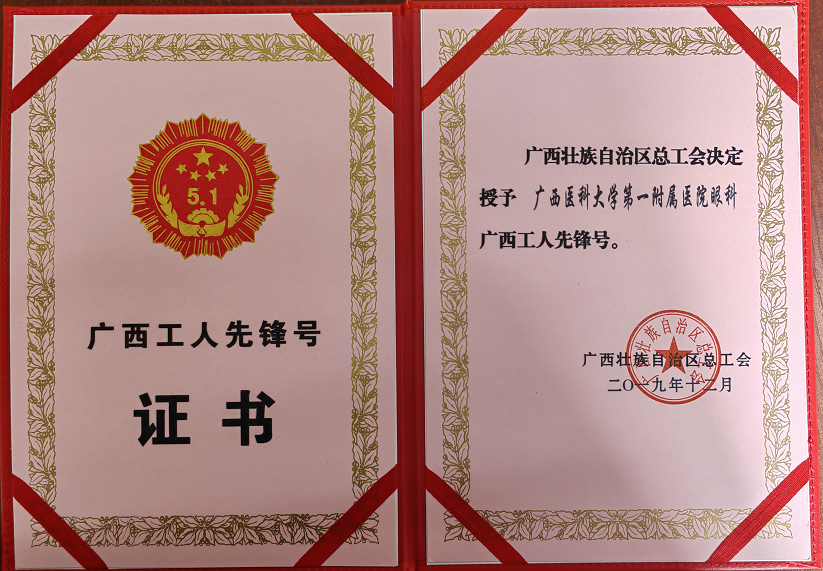 5.1
广西工人先锋号
证书
广西壮族自治区总工会决定
授予 广西医科大学第一附属医院眼科
广西工人先锋号。
广西壮族自治区总工会
二〇一九年十二月
广西壮族自治区总工会